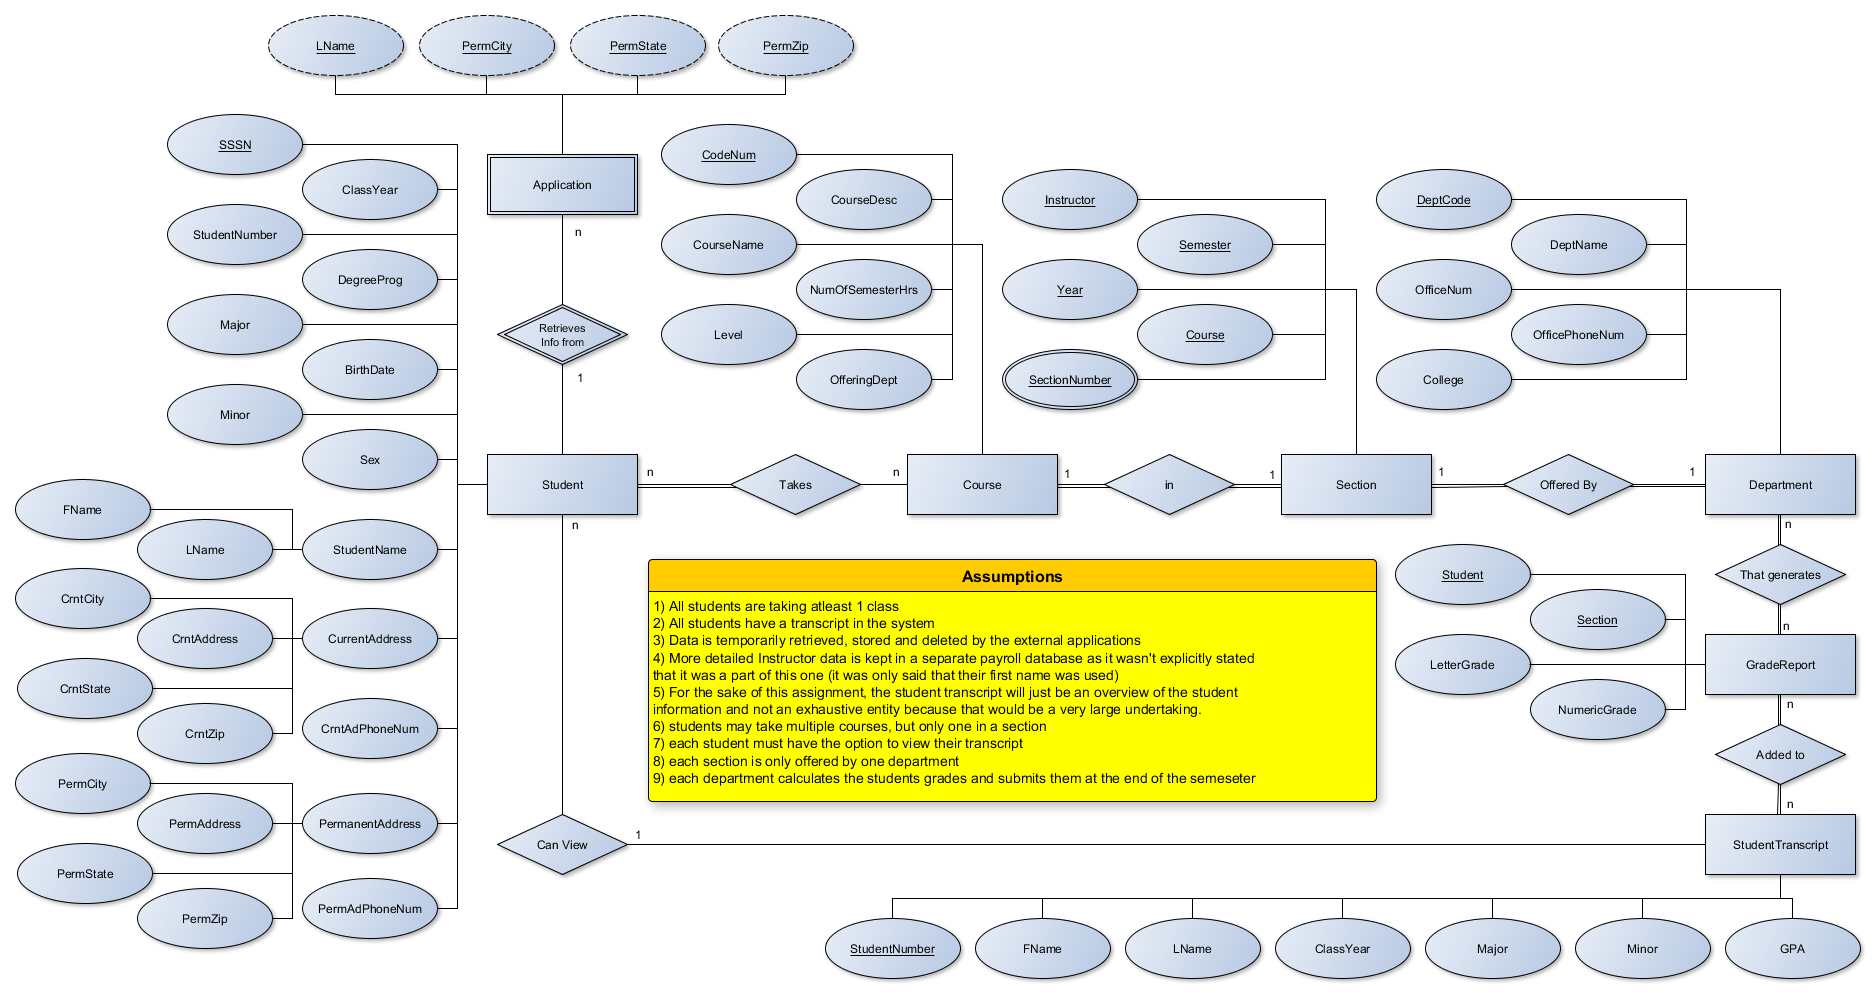 LName
PermCity
PermState
PermZip
SSSN
ClassYear
StudentNumber
DegreeProg
Major
BirthDate
Minor
Sex
FName
LName
StudentName
CrntCity
CrntAddress
CurrentAddress
CrntState
CrntZip
CrntAdPhoneNum
PermCity
PermAddress
PermanentAddress
PermState
PermZip
PermAdPhoneNum
Application
n
Retrieves
Info from
1
CodeNum
CourseDesc
CourseName
NumOfSemesterHrs
Level
OfferingDept
Instructor
Semester
Year
Course
SectionNumber
DeptCode
DeptName
OfficeNum
OfficePhoneNum
College
Student
n
Takes
n
Course
1
in
1
Section
1
Offered By
1
Department
n
n
That generates
n
Student
Section
LetterGrade
NumericGrade
GradeReport
n
Added to
n
Assumptions
1) All students are taking atleast 1 class
2) All students have a transcript in the system
3) Data is temporarily retrieved, stored and deleted by the external applications
4) More detailed Instructor data is kept in a separate payroll database as it wasn't explicitly stated
that it was a part of this one (it was only said that their first name was used)
5) For the sake of this assignment, the student transcript will just be an overview of the student
information and not an exhaustive entity because that would be a very large undertaking.
6) students may take multiple courses, but only one in a section
7) each student must have the option to view their transcript
8) each section is only offered by one department
9) each department calculates the students grades and submits them at the end of the semeseter
Can View
1
StudentTranscript
StudentNumber
FName
LName
ClassYear
Major
Minor
GPA